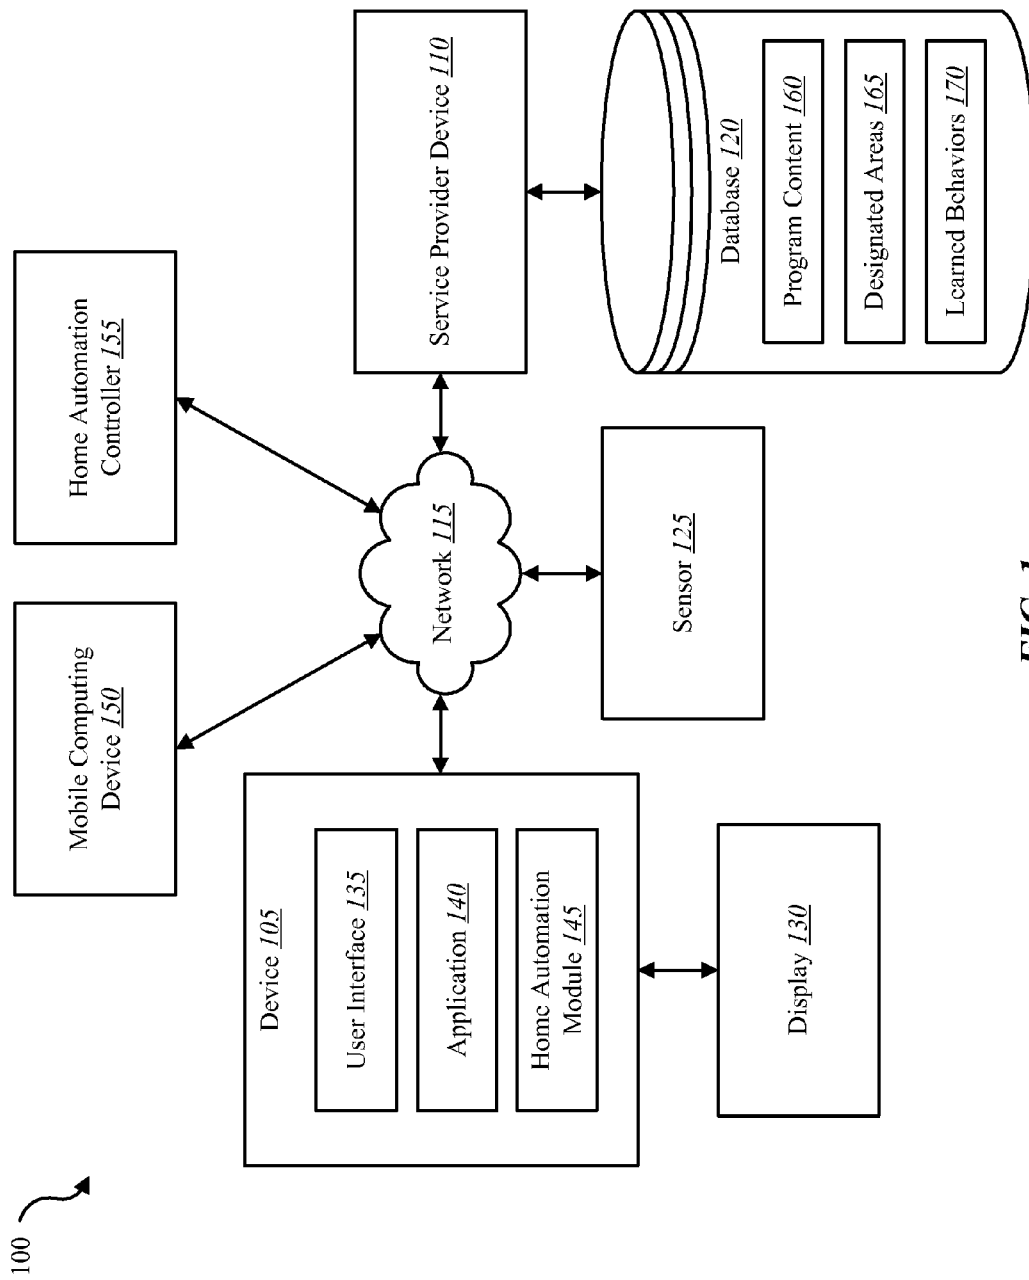 100
Mobile Computing
Device 150
Home Automation
Controller 155
Device 105
User Interface 135
Application 140
Home Automation
Module 145
Network 115
Service Provider Device 110
Display 130
Sensor 125
Database 120
Program Content 160
Designated Areas 165
Learned Behaviors 170
FIG. 1